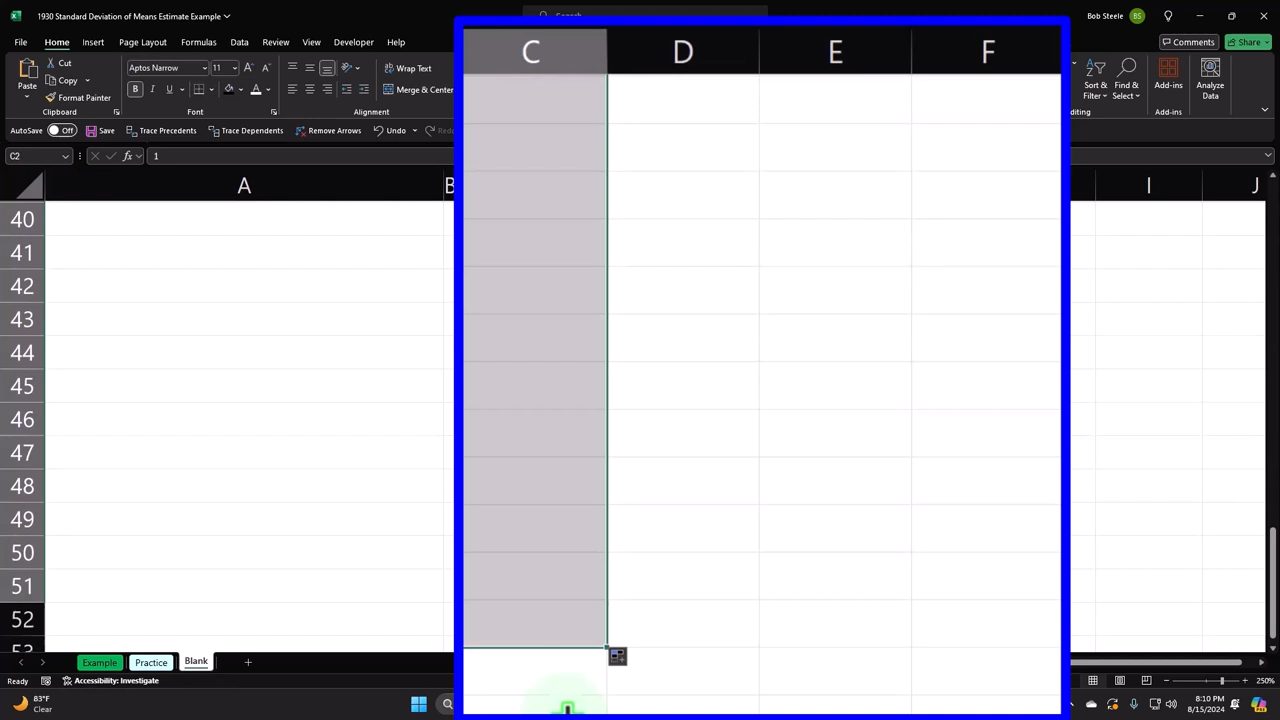 1930 Standard Deviation of Means Estimate Example
Bob Steele BS
File Home Insert Page Layout Formulas Data Review View Developer Help
Comments Share
Paste
Cut
Copy
Format Painter
Clipboard
Aptos Narrow 11
B I U
Font
Wrap Text
Merge & Center
Alignment
Sort & Filter
Find & Select
Add-ins
Analyze Data
Add-ins
AutoSave Off Save Trace Precedents Trace Dependents Remove Arrows Undo
C2 fx 1
A I J
C D E F
40
41
42
43
44
45
46
47
48
49
50
51
52
53
Example Practice Blank
Ready Accessibility: Investigate
250%
83°F
Clear
8:10 PM
8/15/2024